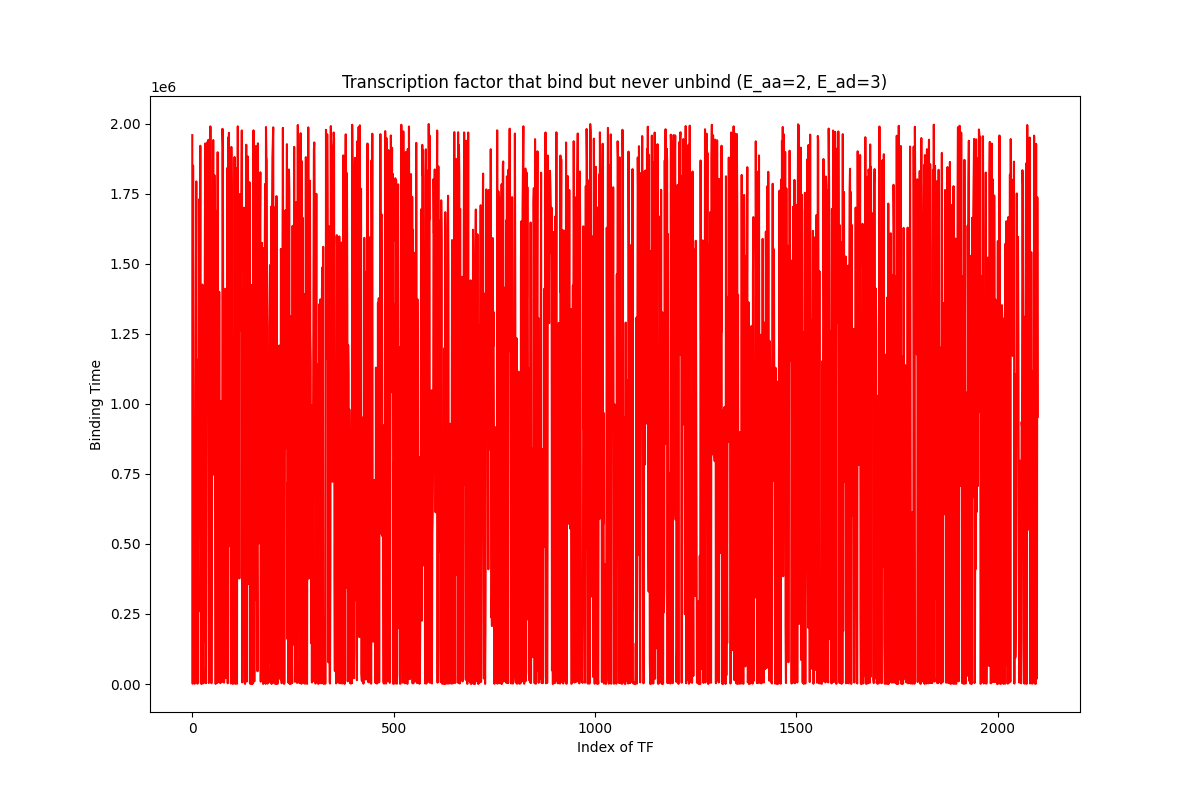 Transcription factor that bind but never unbind (E_aa=2, E_ad=3)
1e6
2.00
1.75
1.50
1.25
1.00
0.75
0.50
0.25
0.00
Binding Time
0 500 1000 1500 2000
Index of TF